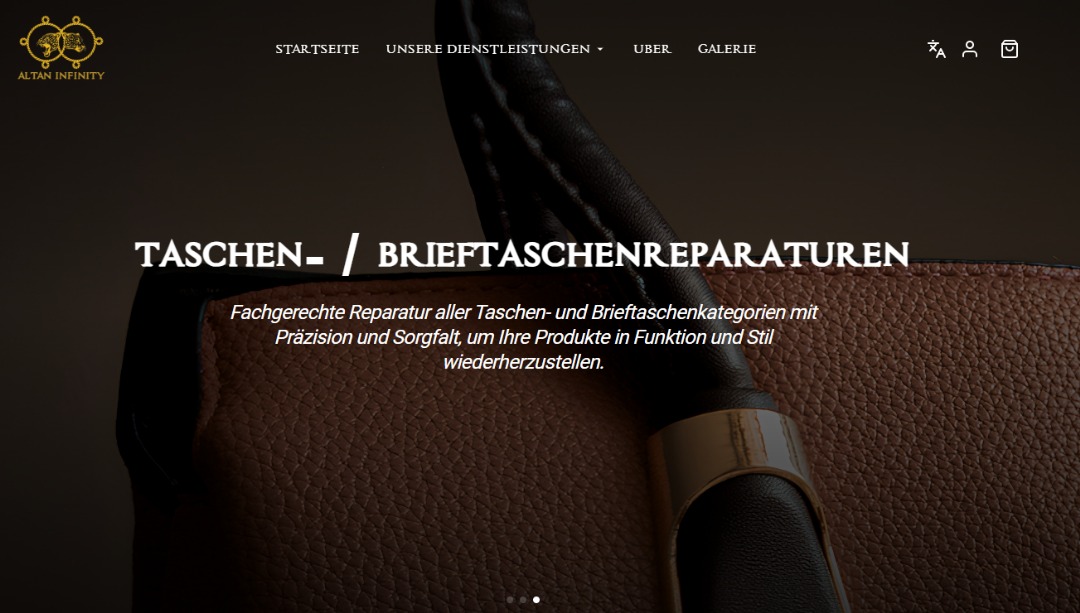 ALTAN INFINITY
STARTSEITE UNSERE DIENSTLEISTUNGEN UBER GALERIE
TASCHEN- / BRIEFTASCHENREPARATUREN
Fachgerechte Reparatur aller Taschen- und Brieftaschenkategorien mit
Präzision und Sorgfalt, um Ihre Produkte in Funktion und Stil
wiederherzustellen.